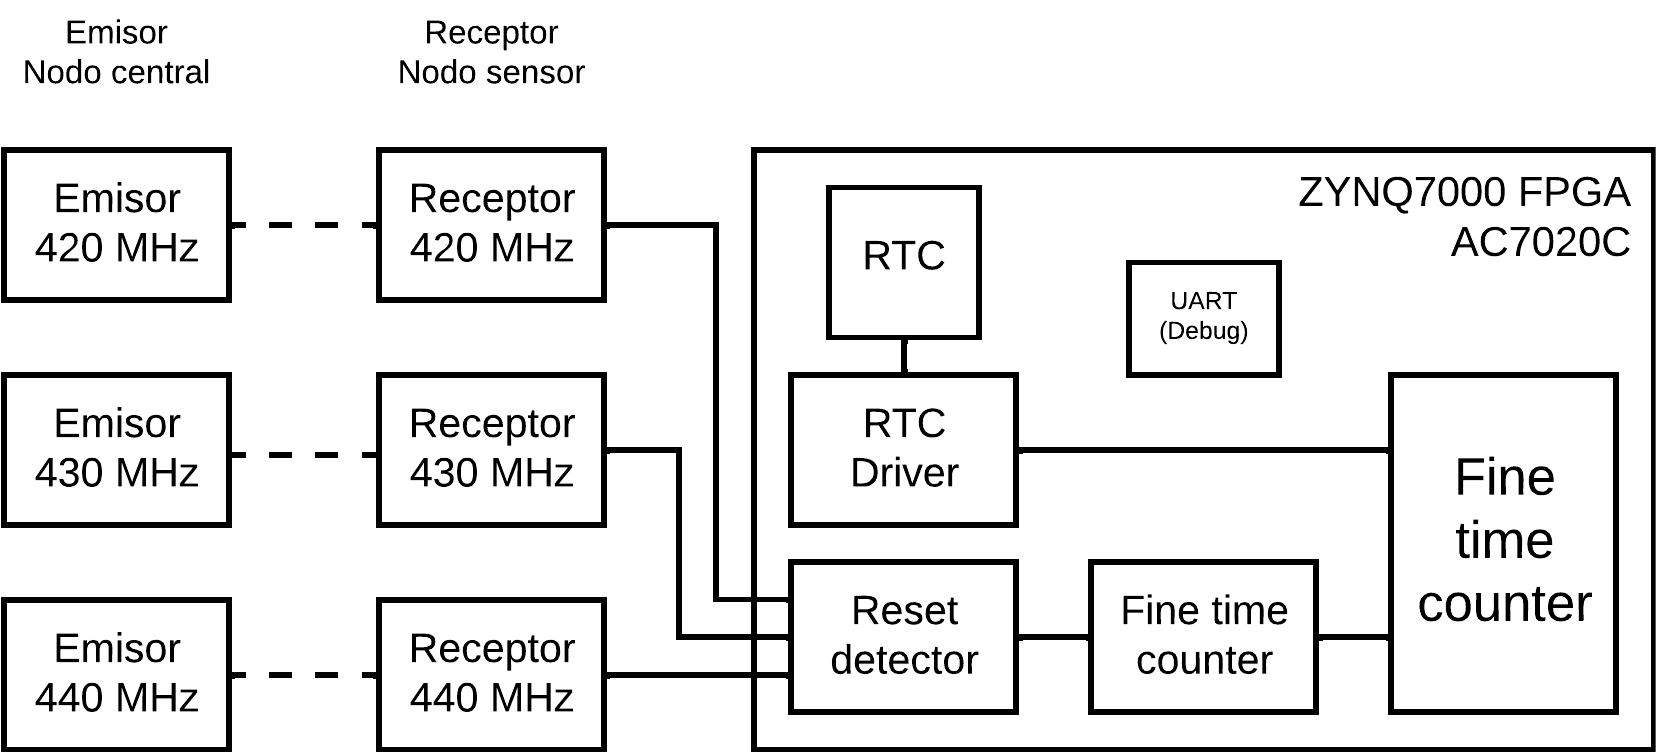 Emisor
Nodo central
Receptor
Nodo sensor
Emisor
420 MHz
Receptor
420 MHz
Emisor
430 MHz
Receptor
430 MHz
Emisor
440 MHz
Receptor
440 MHz
ZYNQ7000 FPGA
AC7020C
RTC
UART
(Debug)
RTC
Driver
Reset
detector
Fine time
counter
Fine
time
counter